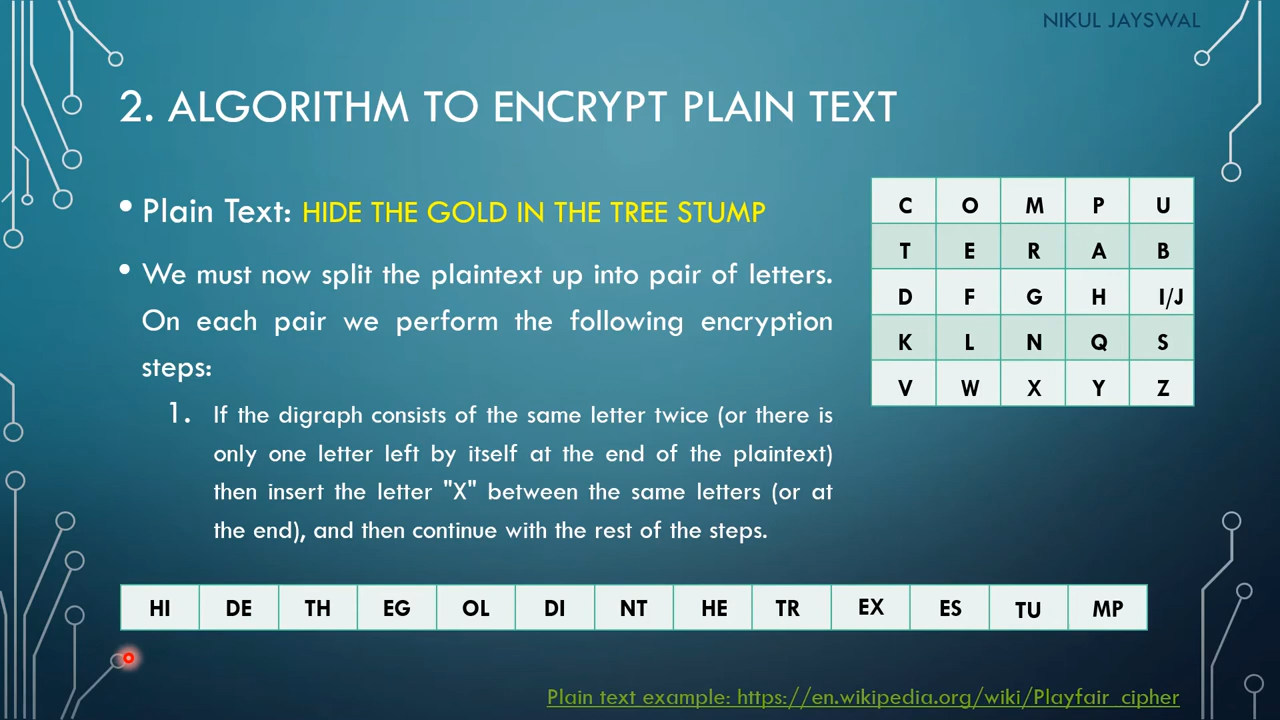 NIKUL JAYSWAL
2. ALGORITHM TO ENCRYPT PLAIN TEXT
• Plain Text: HIDE THE GOLD IN THE TREE STUMP
• We must now split the plaintext up into pair of letters.
On each pair we perform the following encryption
steps:
1. If the digraph consists of the same letter twice (or there is
only one letter left by itself at the end of the plaintext)
then insert the letter "X" between the same letters (or at
the end), and then continue with the rest of the steps.
C O M P U
T E R A B
D F G H I/J
K L N Q S
V W X Y Z
HI DE TH EG OL DI NT HE TR EX ES TU MP
Plain text example: https://en.wikipedia.org/wiki/Playfair_cipher